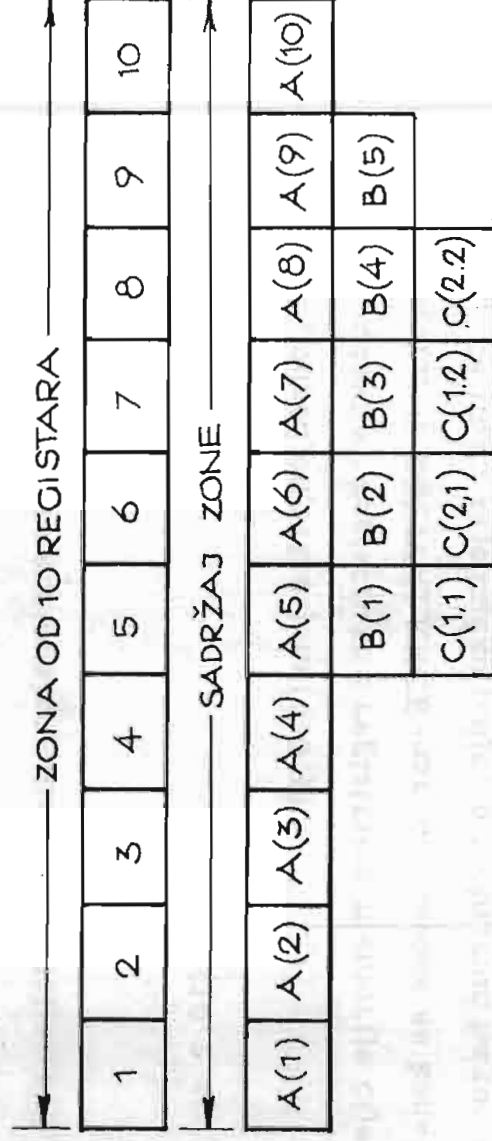 ZONA OD 10 REGISTARA
1 2 3 4 5 6 7 8 9 10
SADRŽAJ ZONE
A(1) A(2) A(3) A(4) A(5) A(6) A(7) A(8) A(9) A(10)
B(1) B(2) B(3) B(4) B(5)
C(1,1) C(2,1) C(1.2) C(2.2)